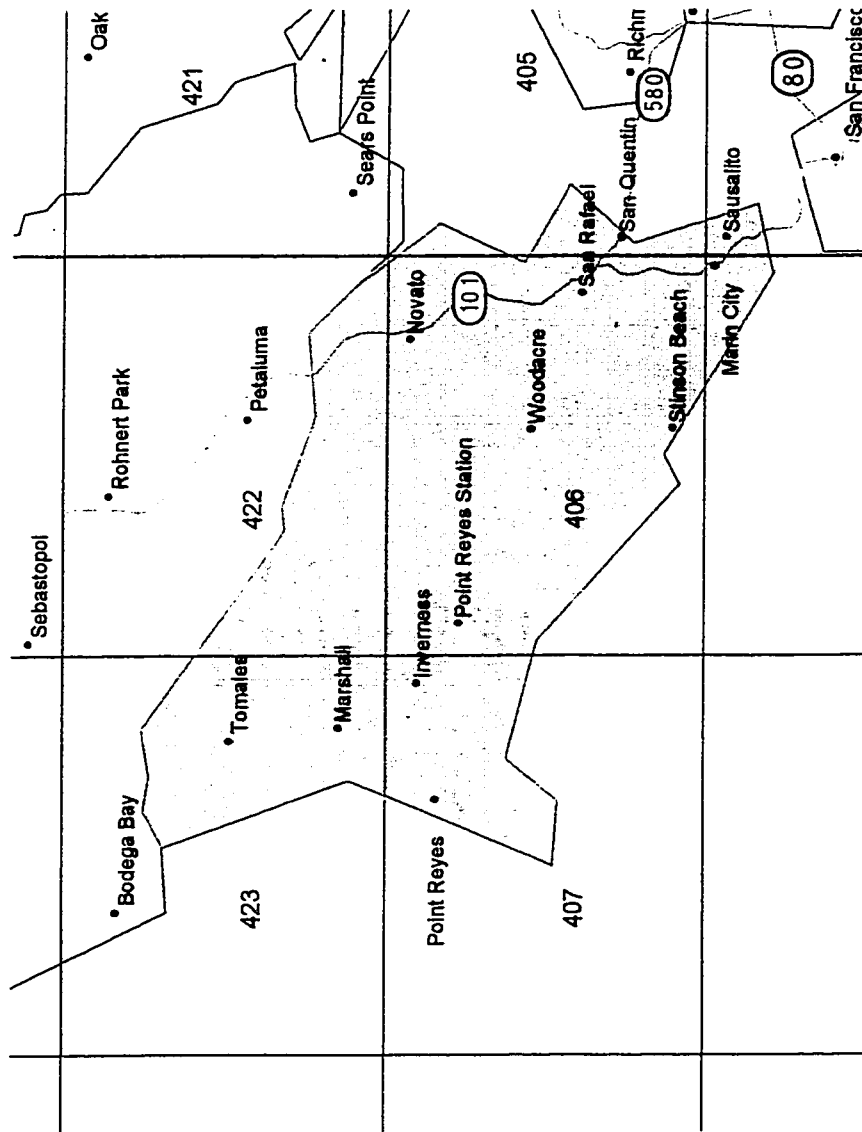 Sebastopol
Oak
Rohnert Park
Bodega Bay
421
Petaluma
Tomales
422
423
Sears Point
Marshall
Novato
Inverness
Point Reyes
Point Reyes Station
101
405
Woodacre
406
407
San Rafael
San Quentin
Richm
580
Stinson Beach
Marin City
Sausalito
80
San Francisco